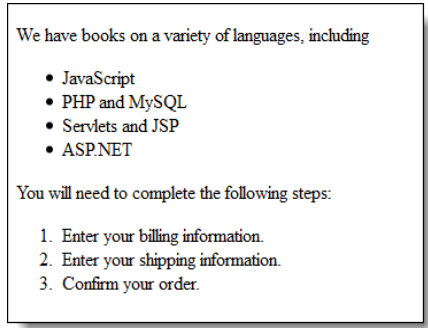 We have books on a variety of languages, including
• JavaScript
• PHP and MySQL
• Servlets and JSP
• ASP.NET
You will need to complete the following steps:
1. Enter your billing information.
2. Enter your shipping information.
3. Confirm your order.